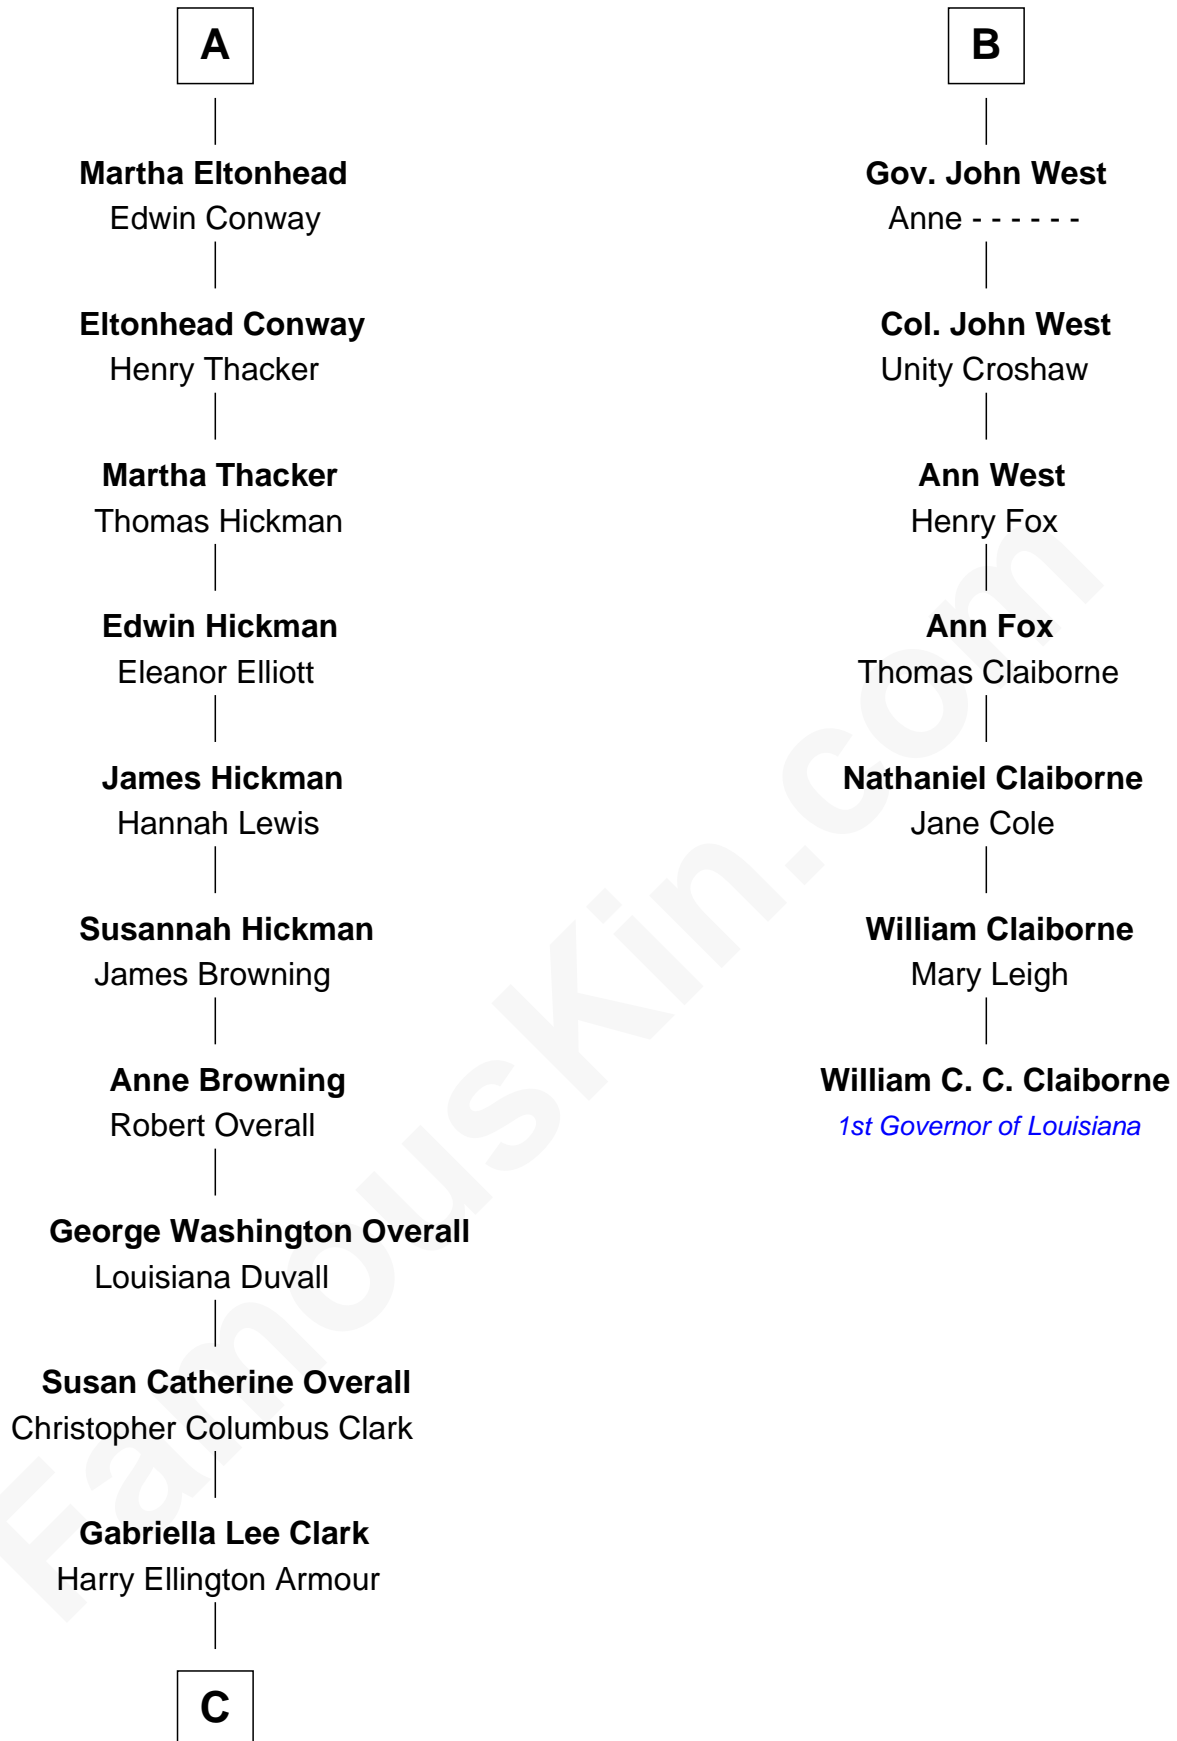 A
Martha Eltonhead
Edwin Conway
Eltonhead Conway
Henry Thacker
Martha Thacker
Thomas Hickman
Edwin Hickman
Eleanor Elliott
James Hickman
Hannah Lewis
Susannah Hickman
James Browning
Anne Browning
Robert Overall
George Washington Overall
Louisiana Duvall
Susan Catherine Overall
Christopher Columbus Clark
Gabriella Lee Clark
Harry Ellington Armour
C
B
Gov. John West
Anne - - - - - -
Col. John West
Unity Croshaw
Ann West
Henry Fox
Ann Fox
Thomas Claiborne
Nathaniel Claiborne
Jane Cole
William Claiborne
Mary Leigh
William C. C. Claiborne
1st Governor of Louisiana
FamousKin.com